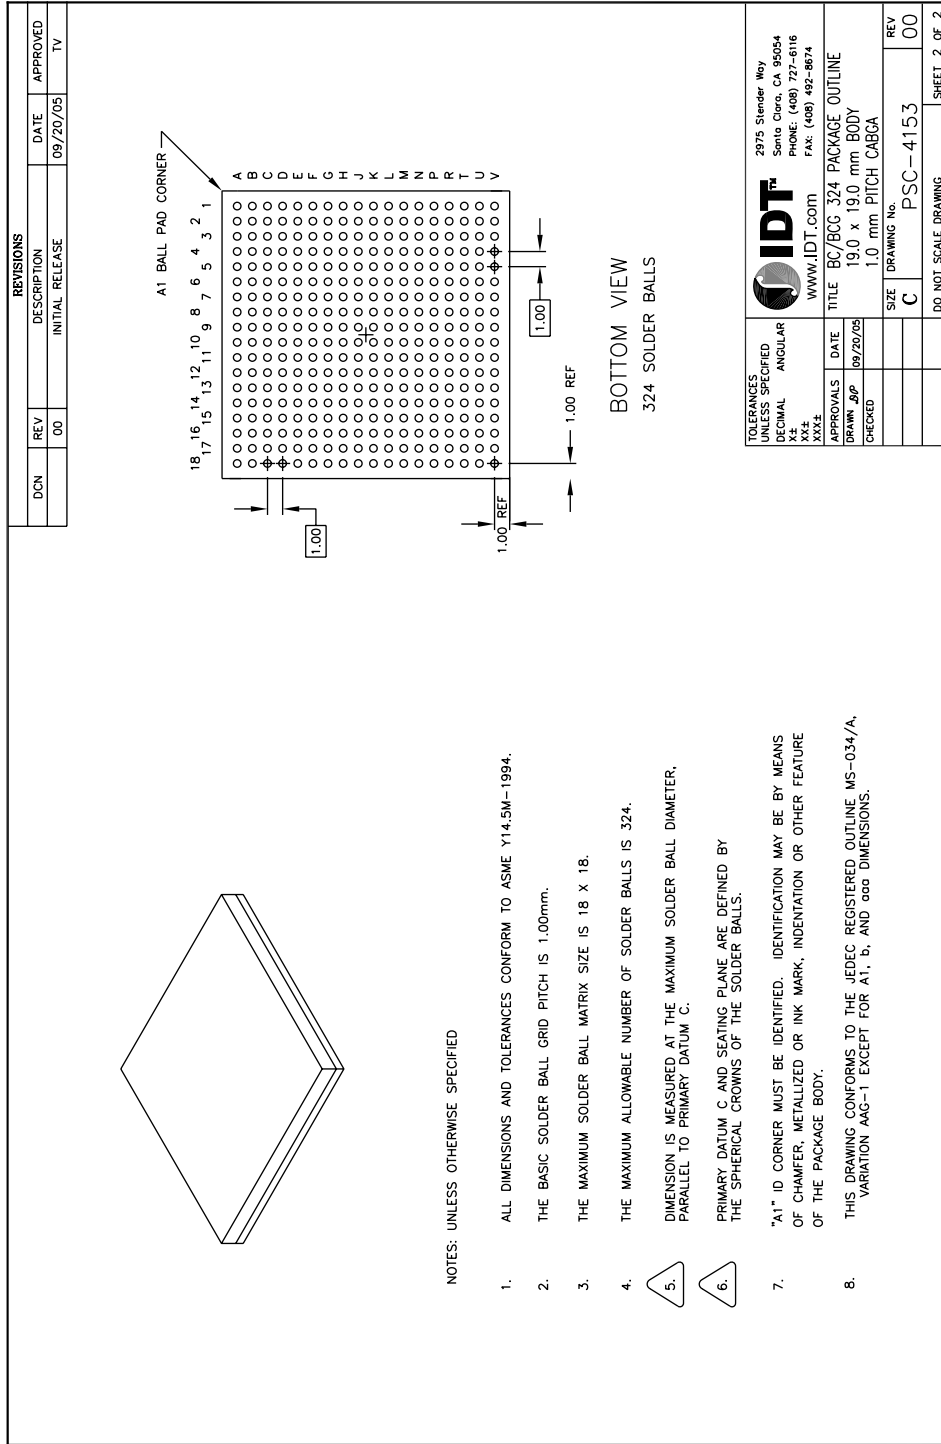 REVISIONS
DCN REV DESCRIPTION DATE APPROVED
00 INITIAL RELEASE 09/20/05 TV
A1 BALL PAD CORNER
18 17 16 15 14 13 12 11 10 9 8 7 6 5 4 3 2 1
A
B
C
D
E
F
G
H
J
K
L
M
N
P
R
T
U
V
1.00
1.00 REF
1.00
1.00 REF
BOTTOM VIEW
324 SOLDER BALLS
NOTES: UNLESS OTHERWISE SPECIFIED
1. ALL DIMENSIONS AND TOLERANCES CONFORM TO ASME Y14.5M-1994.
2. THE BASIC SOLDER BALL GRID PITCH IS 1.00mm.
3. THE MAXIMUM SOLDER BALL MATRIX SIZE IS 18 X 18.
4. THE MAXIMUM ALLOWABLE NUMBER OF SOLDER BALLS IS 324.
5. DIMENSION IS MEASURED AT THE MAXIMUM SOLDER BALL DIAMETER,
PARALLEL TO PRIMARY DATUM C.
6. PRIMARY DATUM C AND SEATING PLANE ARE DEFINED BY
THE SPHERICAL CROWNS OF THE SOLDER BALLS.
7. "A1" ID CORNER MUST BE IDENTIFIED. IDENTIFICATION MAY BE BY MEANS
OF CHAMFER, METALLIZED OR INK MARK, INDENTATION OR OTHER FEATURE
OF THE PACKAGE BODY.
8. THIS DRAWING CONFORMS TO THE JEDEC REGISTERED OUTLINE MS-034/A,
VARIATION AAG-1 EXCEPT FOR A1, b, AND aaa DIMENSIONS.
TOLERANCES
UNLESS SPECIFIED
DECIMAL ANGULAR
X±
XX±
XXX±
APPROVALS DATE
DRAWN 09/20/05
CHECKED
IDT™
www.IDT.com
2975 Stender Way
Santa Clara, CA 95054
PHONE: (408) 727-6116
FAX: (408) 492-8674
TITLE BC/BCG 324 PACKAGE OUTLINE
19.0 x 19.0 mm BODY
1.0 mm PITCH CABGA
SIZE DRAWING No. REV
C PSC-4153 00
DO NOT SCALE DRAWING SHEET 2 OF 2